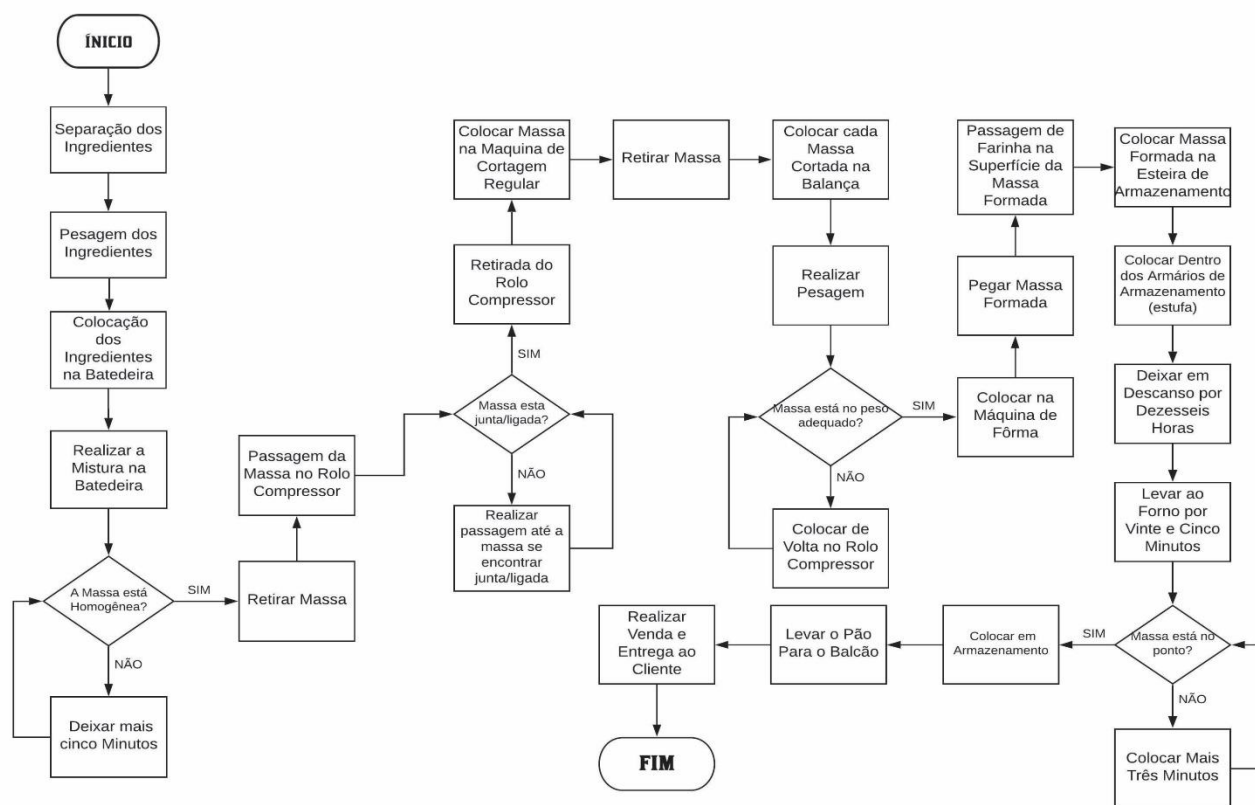 ÍNICIO
Separação dos
Ingredientes
Pesagem dos
Ingredientes
Colocação
dos
Ingredientes
na Batedeira
Realizar a
Mistura na
Batedeira
A Massa está
Homogênea?
SIM
NÃO
Deixar mais
cinco Minutos
Retirar Massa
Passagem da
Massa no Rolo
Compressor
Massa esta
junta/ligada?
SIM
NÃO
Realizar
passagem até a
massa se
encontrar
junta/ligada
Retirada do
Rolo
Compressor
Colocar Massa
na Maquina de
Cortagem
Regular
Retirar Massa
Colocar cada
Massa
Cortada na
Balança
Realizar
Pesagem
Massa está no peso
adequado?
SIM
NÃO
Colocar de
Volta no Rolo
Compressor
Colocar na
Máquina de
Fôrma
Pegar Massa
Formada
Passagem de
Farinha na
Superfície da
Massa
Formada
Colocar Massa
Formada na
Esteira de
Armazenamento
Colocar Dentro
dos Armários de
Armazenamento
(estufa)
Deixar em
Descanso por
Dezesseis
Horas
Levar ao
Forno por
Vinte e Cinco
Minutos
Massa está no
ponto?
SIM
NÃO
Colocar Mais
Três Minutos
Colocar em
Armazenamento
Levar o Pão
Para o Balcão
Realizar
Venda e
Entrega ao
Cliente
FIM